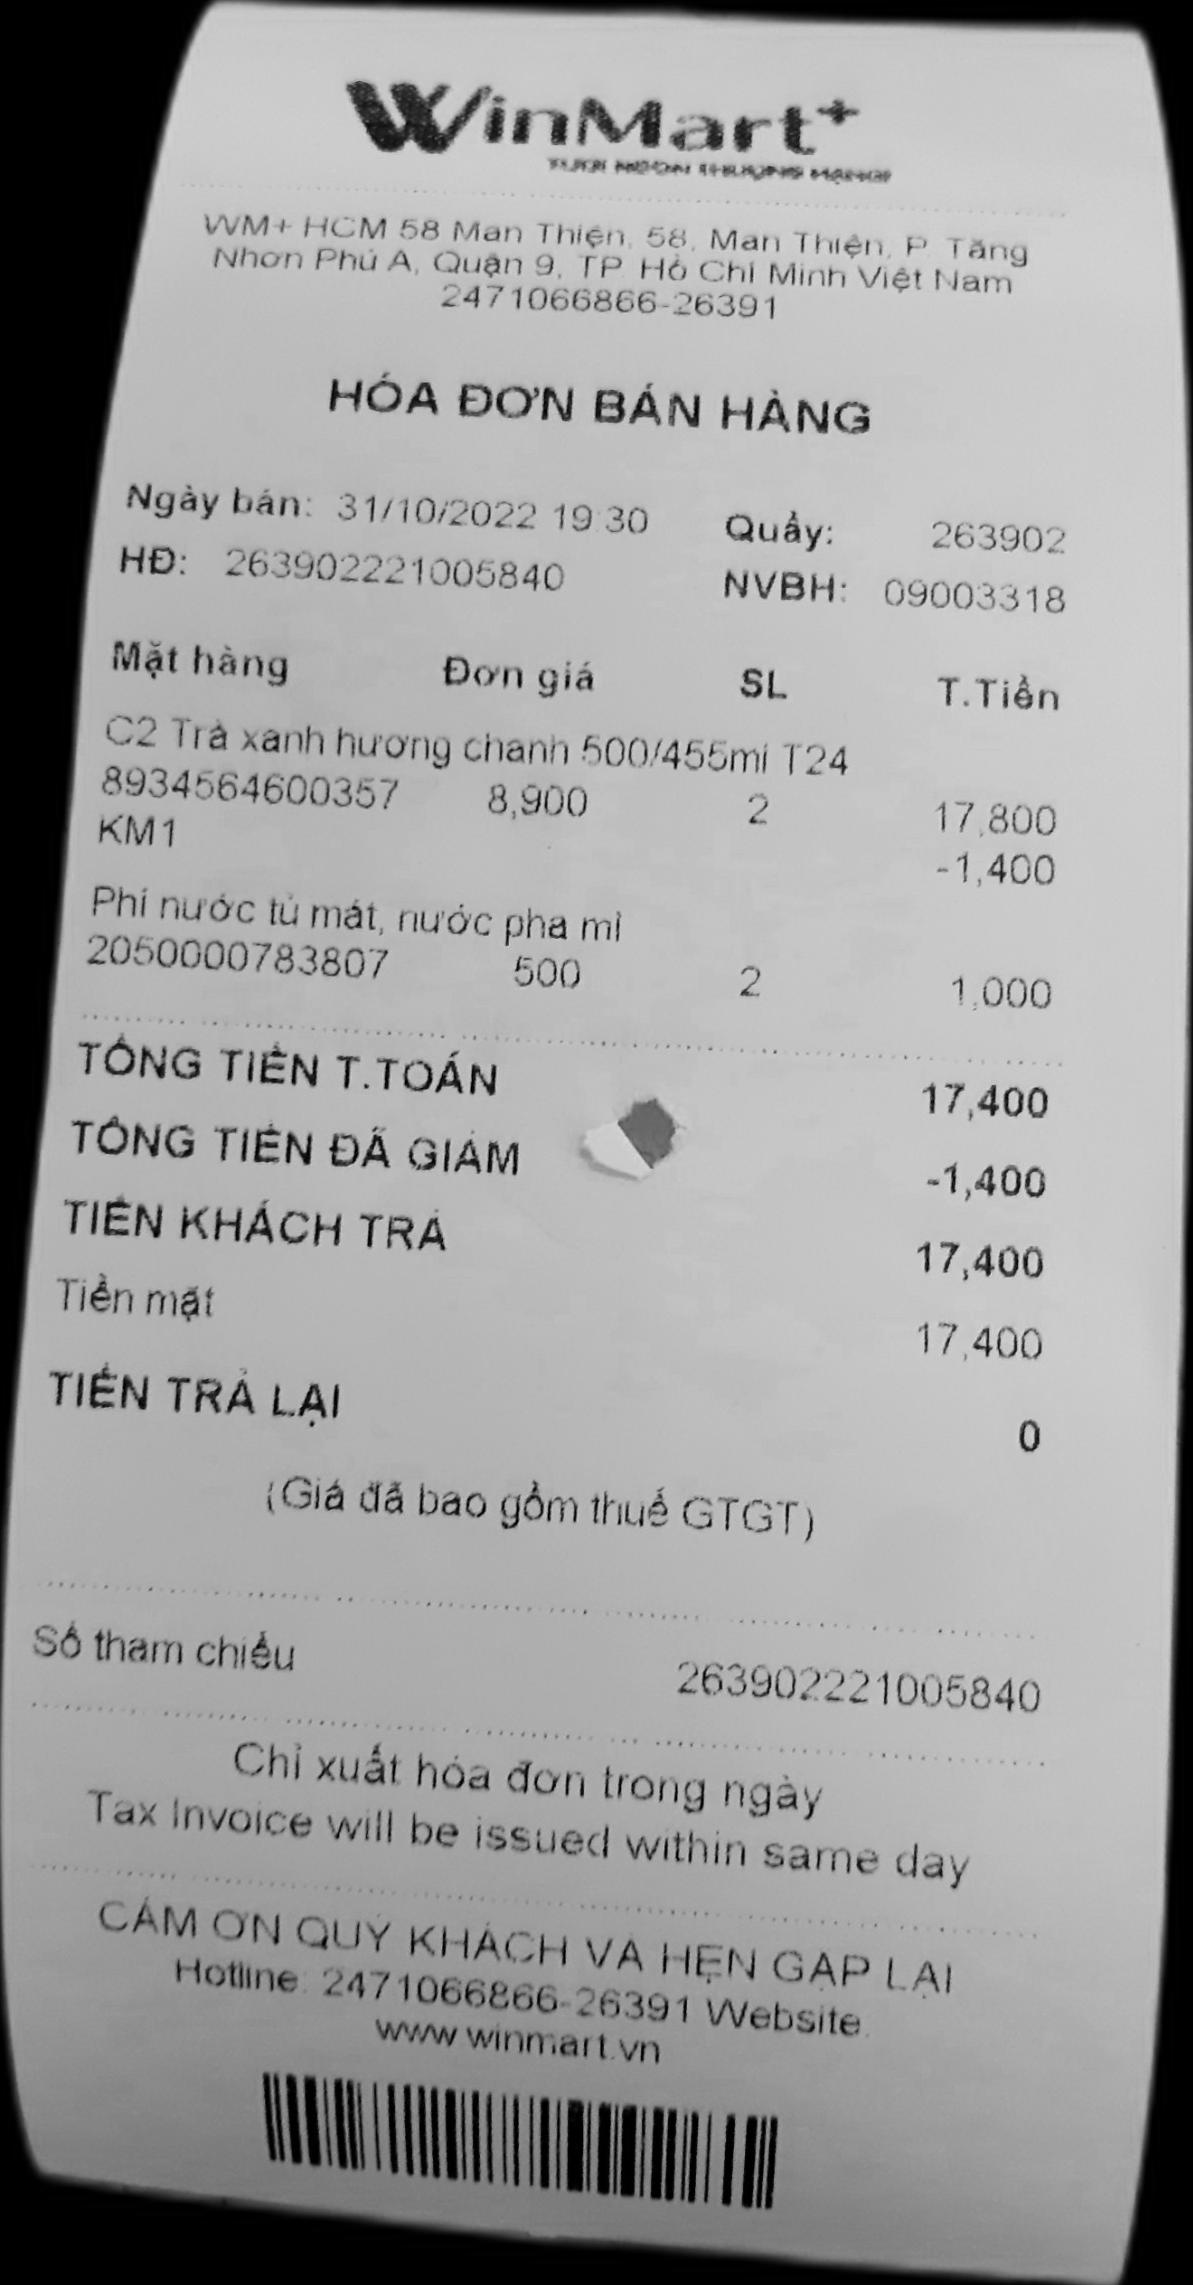 WinMart+
TƯƠI NGON THƯỢNG HẠNG!
WM+ HCM 58 Man Thiện, 58, Man Thiện, P. Tăng
Nhơn Phú A, Quận 9, TP. Hồ Chí Minh Việt Nam
2471066866-26391
HÓA ĐƠN BÁN HÀNG
Ngày bán: 31/10/2022 19:30 Quầy: 263902
HĐ: 263902221005840 NVBH: 09003318
Mặt hàng Đơn giá SL T.Tiền
C2 Trà xanh hương chanh 500/455ml T24
8934564600357 8,900 2 17,800
KM1 -1,400
Phí nước tủ mát, nước pha mì
2050000783807 500 2 1,000
TỔNG TIỀN T.TOÁN 17,400
TỔNG TIỀN ĐÃ GIẢM -1,400
TIỀN KHÁCH TRẢ 17,400
Tiền mặt 17,400
TIỀN TRẢ LẠI 0
(Giá đã bao gồm thuế GTGT)
Số tham chiếu 263902221005840
Chỉ xuất hóa đơn trong ngày
Tax Invoice will be issued within same day
CẢM ƠN QUÝ KHÁCH VÀ HẸN GẶP LẠI
Hotline: 2471066866-26391 Website:
www.winmart.vn